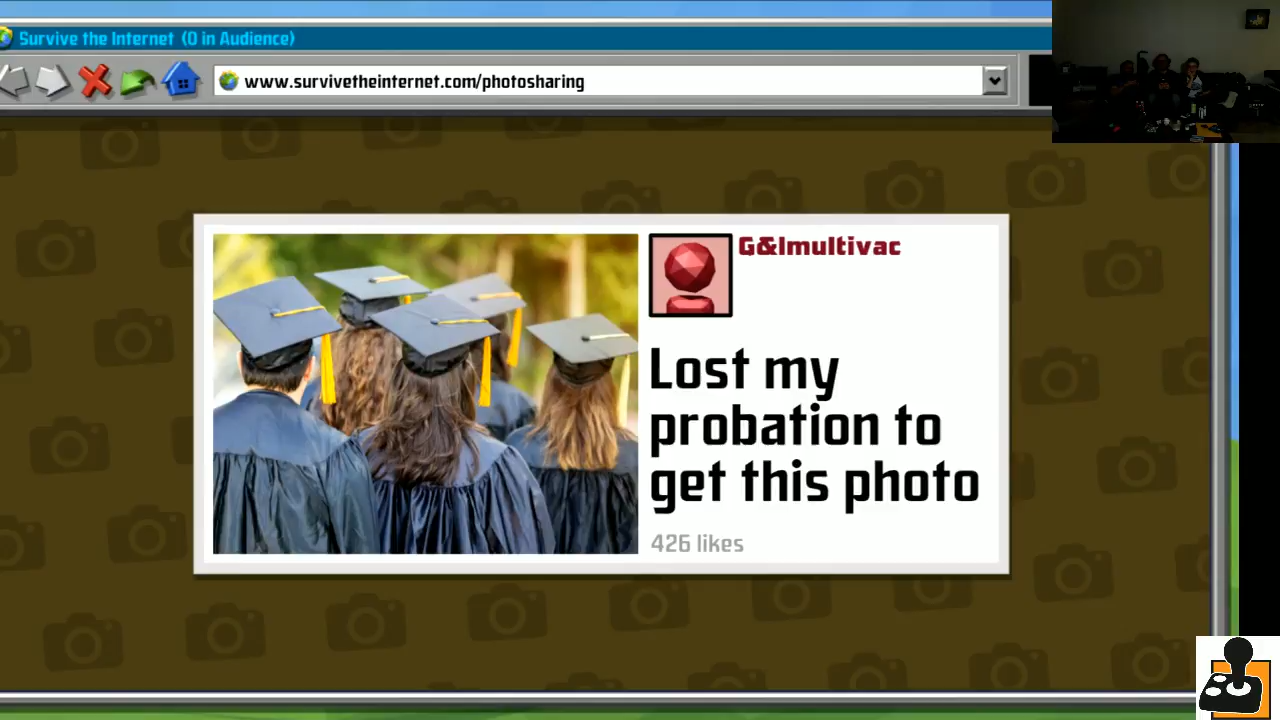 Survive the Internet (0 in Audience)
www.survivetheinternet.com/photosharing
G&Imultivac
Lost my
probation to
get this photo
426 likes